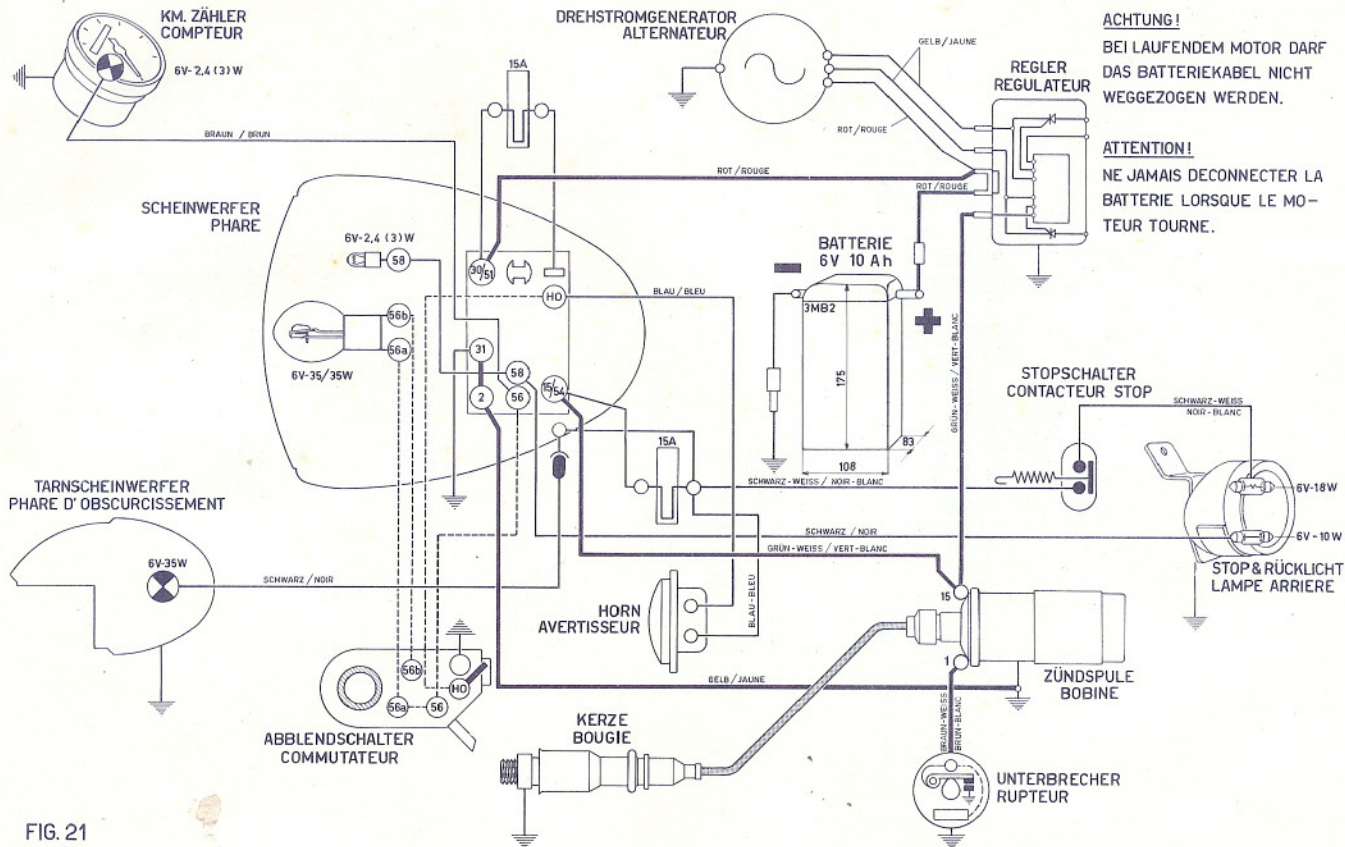 KM. ZÄHLER
COMPTEUR
6V-2,4 (3) W
BRAUN / BRUN
15A
DREHSTROMGENERATOR
ALTERNATEUR
GELB/JAUNE
ROT/ROUGE
REGLER
REGULATEUR
ACHTUNG!
BEI LAUFENDEM MOTOR DARF
DAS BATTERIEKABEL NICHT
WEGGEZOGEN WERDEN.
ATTENTION!
NE JAMAIS DECONNECTER LA
BATTERIE LORSQUE LE MO-
TEUR TOURNE.
ROT/ROUGE
ROT/ROUGE
SCHEINWERFER
PHARE
6V-2,4 (3) W
58
30/51
HO
BLAU/BLEU
56b
56a
6V-35/35W
31
2
58
56
15/54
BATTERIE
6V 10 Ah
3MB2
175
83
108
GRÜN-WEISS / VERT-BLANC
STOPSCHALTER
CONTACTEUR STOP
SCHWARZ-WEISS
NOIR-BLANC
15A
SCHWARZ-WEISS / NOIR-BLANC
6V-18W
6V-10W
STOP & RÜCKLICHT
LAMPE ARRIERE
TARNSCHEINWERFER
PHARE D'OBSCURCISSEMENT
6V-35W
SCHWARZ / NOIR
SCHWARZ / NOIR
GRÜN-WEISS / VERT-BLANC
HORN
AVERTISSEUR
BLAU-BLEU
15
1
ZÜNDSPULE
BOBINE
GELB/JAUNE
56b
HO
56a
56
ABBLENDSCHALTER
COMMUTATEUR
KERZE
BOUGIE
BRAUN-WEISS
BRUN-BLANC
UNTERBRECHER
RUPTEUR
FIG. 21